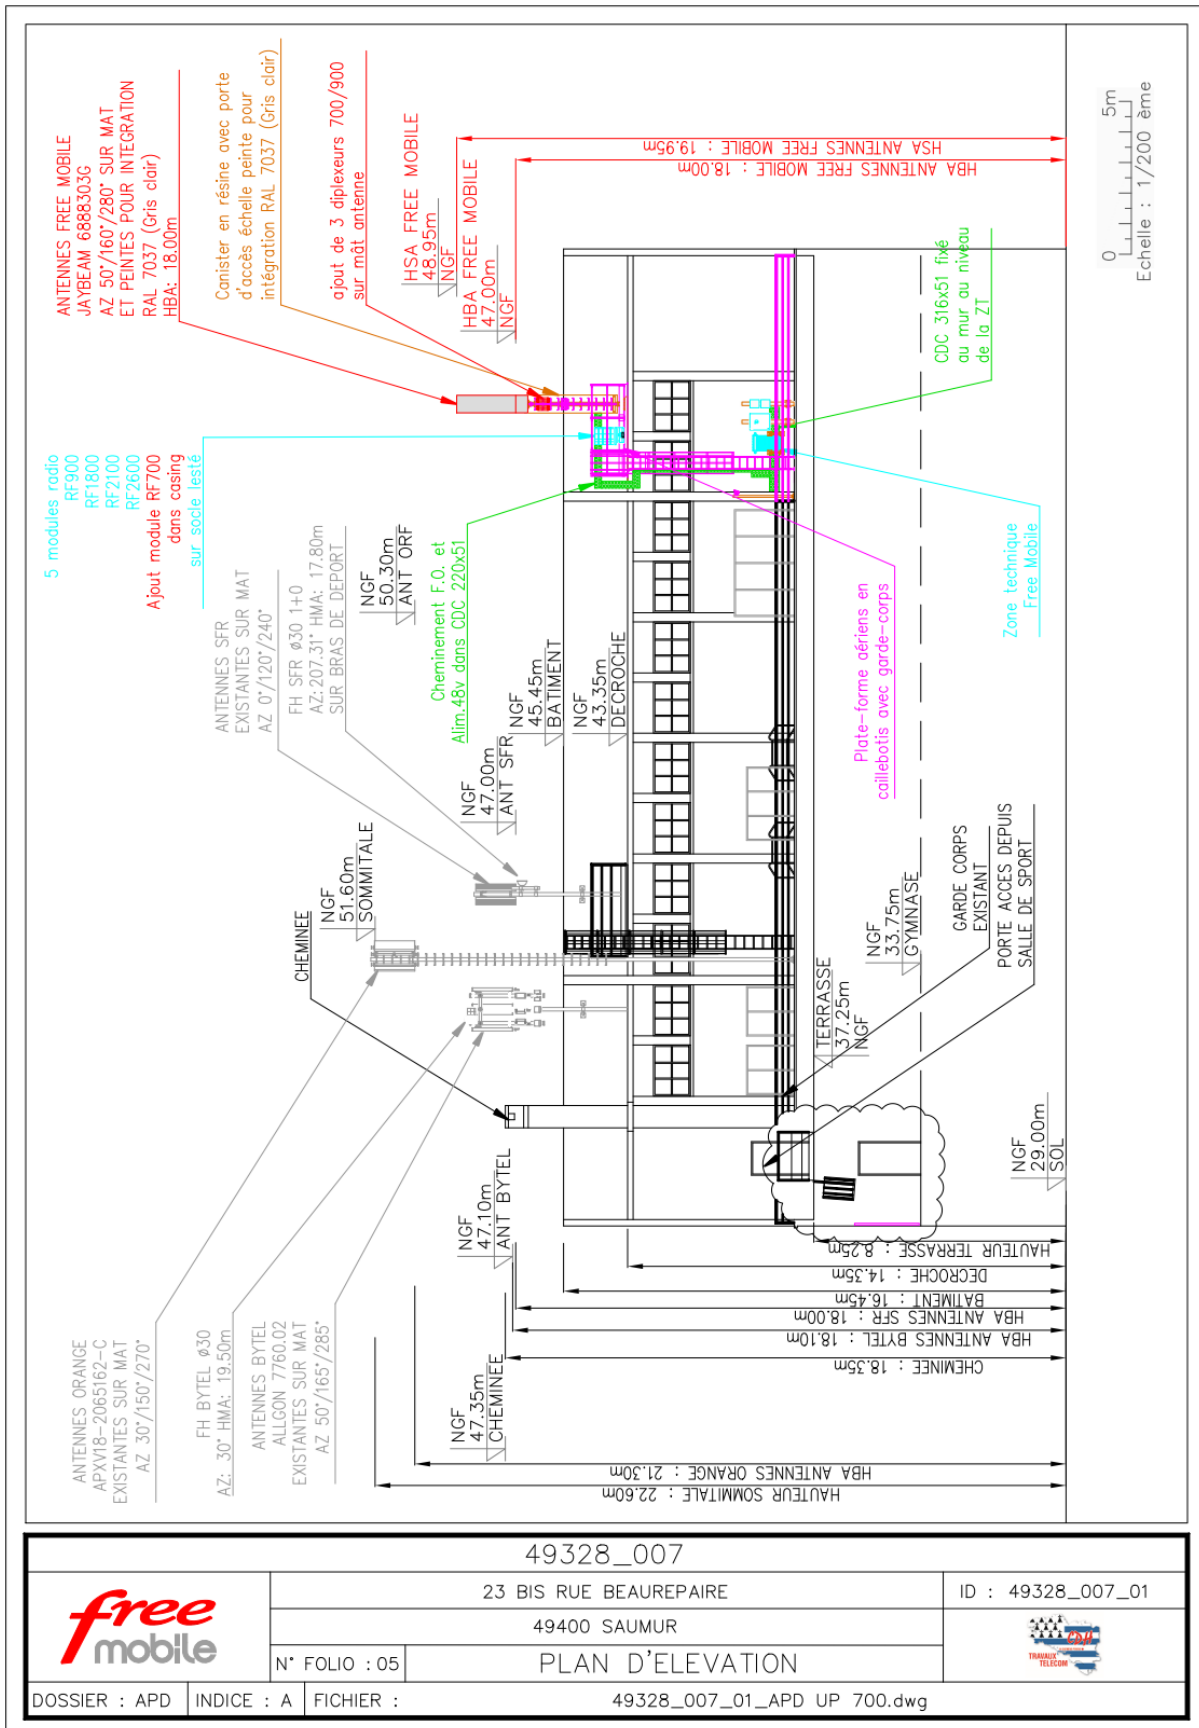 ANTENNES FREE MOBILE
JAYBEAM 6888303G
AZ 50°/160°/280° SUR MAT
ET PEINTES POUR INTEGRATION
RAL 7037 (Gris clair)
HBA: 18.00m
Canister en résine avec porte
d'accès échelle peinte pour
intégration RAL 7037 (Gris clair)
ajout de 3 diplexeurs 700/900
sur mât antenne
HSA FREE MOBILE
48.95m
NGF
HBA FREE MOBILE
47.00m
NGF
HSA ANTENNES FREE MOBILE : 19.95m
HBA ANTENNES FREE MOBILE : 18.00m
0 5m
Echelle : 1/200 ème
CDC 316x51 fixé
au mur au niveau
de la ZT
5 modules radio
RF900
RF1800
RF2100
RF2600
Ajout module RF700
dans casing
sur socle lesté
ANTENNES SFR
EXISTANTES SUR MAT
AZ 0°/120°/240°
FH SFR ø30 1+0
AZ:207.31° HMA: 17.80m
SUR BRAS DE DEPORT
NGF
50.30m
ANT ORF
Cheminement F.O. et
Alim.48v dans CDC 220x51
NGF
47.00m
ANT SFR
NGF
45.45m
BATIMENT
NGF
43.35m
DECROCHE
Plate-forme aériens en
caillebotis avec garde-corps
Zone technique
Free Mobile
CHEMINEE
NGF
51.60m
SOMMITALE
TERRASSE
37.25m
NGF
NGF
33.75m
GYMNASE
GARDE CORPS
EXISTANT
PORTE ACCES DEPUIS
SALLE DE SPORT
NGF
29.00m
SOL
ANTENNES ORANGE
APXV18-2065162-C
EXISTANTES SUR MAT
AZ 30°/150°/270°
FH BYTEL ø30
AZ: 30° HMA: 19.50m
ANTENNES BYTEL
ALLGON 7760.02
EXISTANTES SUR MAT
AZ 50°/165°/285°
NGF
47.35m
CHEMINEE
NGF
47.10m
ANT BYTEL
HAUTEUR TERRASSE : 8.25m
DECROCHE : 14.35m
BATIMENT : 16.45m
HBA ANTENNES SFR : 18.00m
HBA ANTENNES BYTEL : 18.10m
CHEMINEE : 18.35m
HBA ANTENNES ORANGE : 21.30m
HAUTEUR SOMMITALE : 22.60m
49328_007
free
mobile
23 BIS RUE BEAUREPAIRE
ID : 49328_007_01
49400 SAUMUR
CDH
TRAVAUX
TELECOM
N° FOLIO : 05
PLAN D'ELEVATION
DOSSIER : APD
INDICE : A
FICHIER :
49328_007_01_APD UP 700.dwg